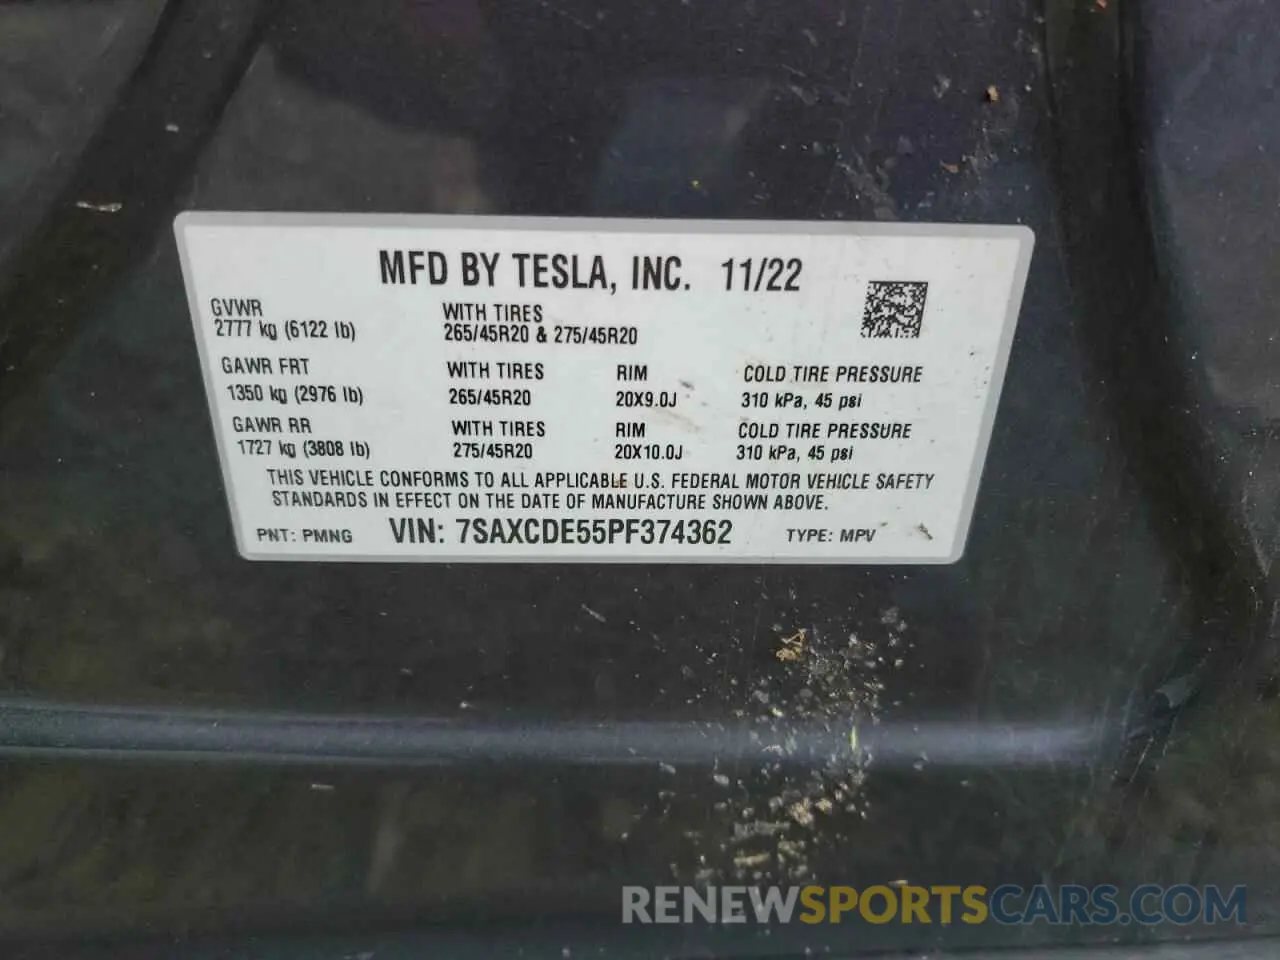 MFD BY TESLA, INC. 11/22
GVWR WITH TIRES
2777 kg (6122 lb) 265/45R20 & 275/45R20
GAWR FRT WITH TIRES RIM COLD TIRE PRESSURE
1350 kg (2976 lb) 265/45R20 20X9.0J 310 kPa, 45 psi
GAWR RR WITH TIRES RIM COLD TIRE PRESSURE
1727 kg (3808 lb) 275/45R20 20X10.0J 310 kPa, 45 psi
THIS VEHICLE CONFORMS TO ALL APPLICABLE U.S. FEDERAL MOTOR VEHICLE SAFETY
STANDARDS IN EFFECT ON THE DATE OF MANUFACTURE SHOWN ABOVE.
PNT: PMNG VIN: 7SAXCDE55PF374362 TYPE: MPV
RENEWSPORTSCARS.COM